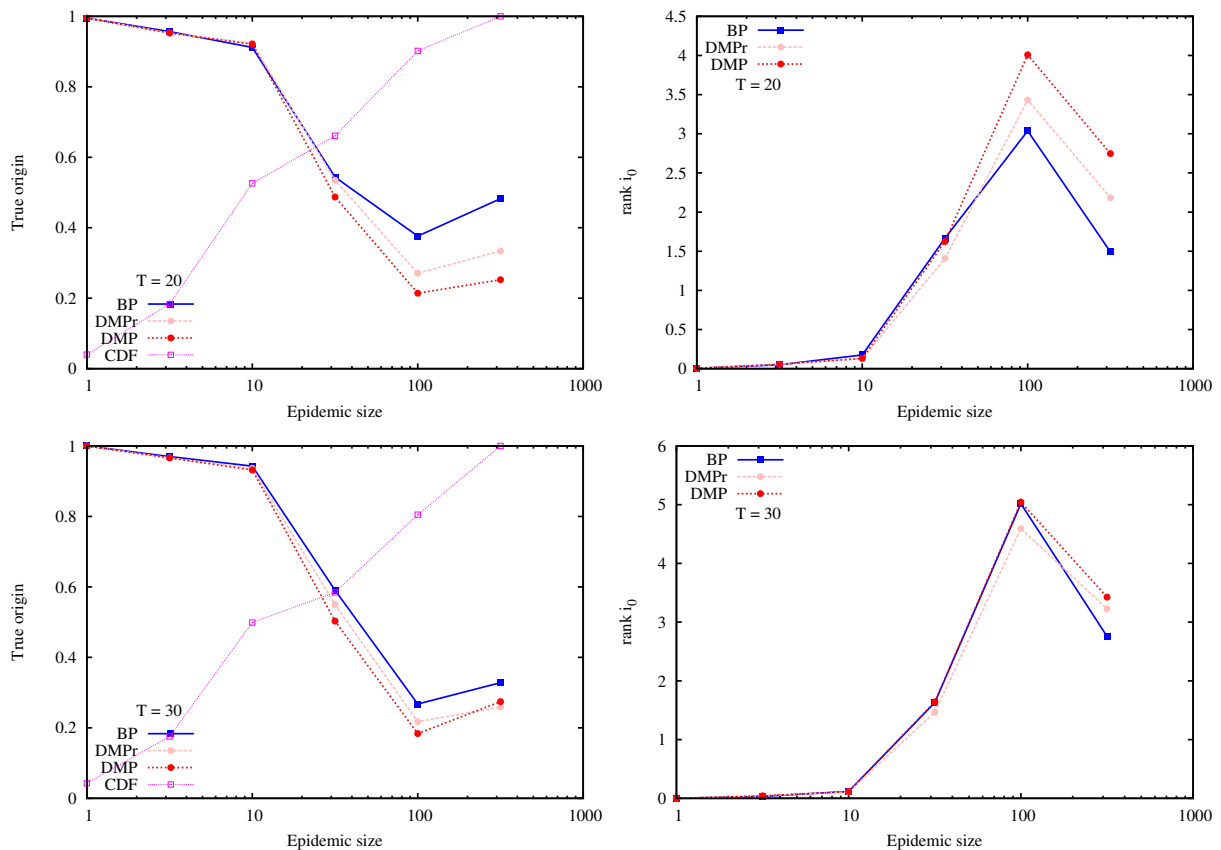 True origin
1
0.8
0.6
0.4
0.2
0
T = 20
BP
DMPr
DMP
CDF
1 10 100 1000
Epidemic size
rank i0
4.5
4
3.5
3
2.5
2
1.5
1
0.5
0
BP
DMPr
DMP
T = 20
1 10 100 1000
Epidemic size
True origin
1
0.8
0.6
0.4
0.2
0
T = 30
BP
DMPr
DMP
CDF
1 10 100 1000
Epidemic size
rank i0
6
5
4
3
2
1
0
BP
DMPr
DMP
T = 30
1 10 100 1000
Epidemic size